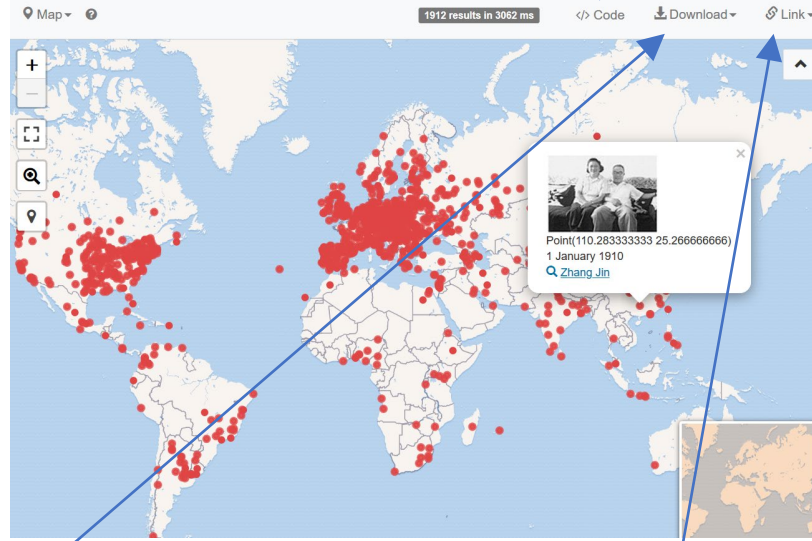 Map
1912 results in 3062 ms
</> Code
Download
Link
+
Point(110.283333333 25.266666666)
1 January 1910
Zhang Jin